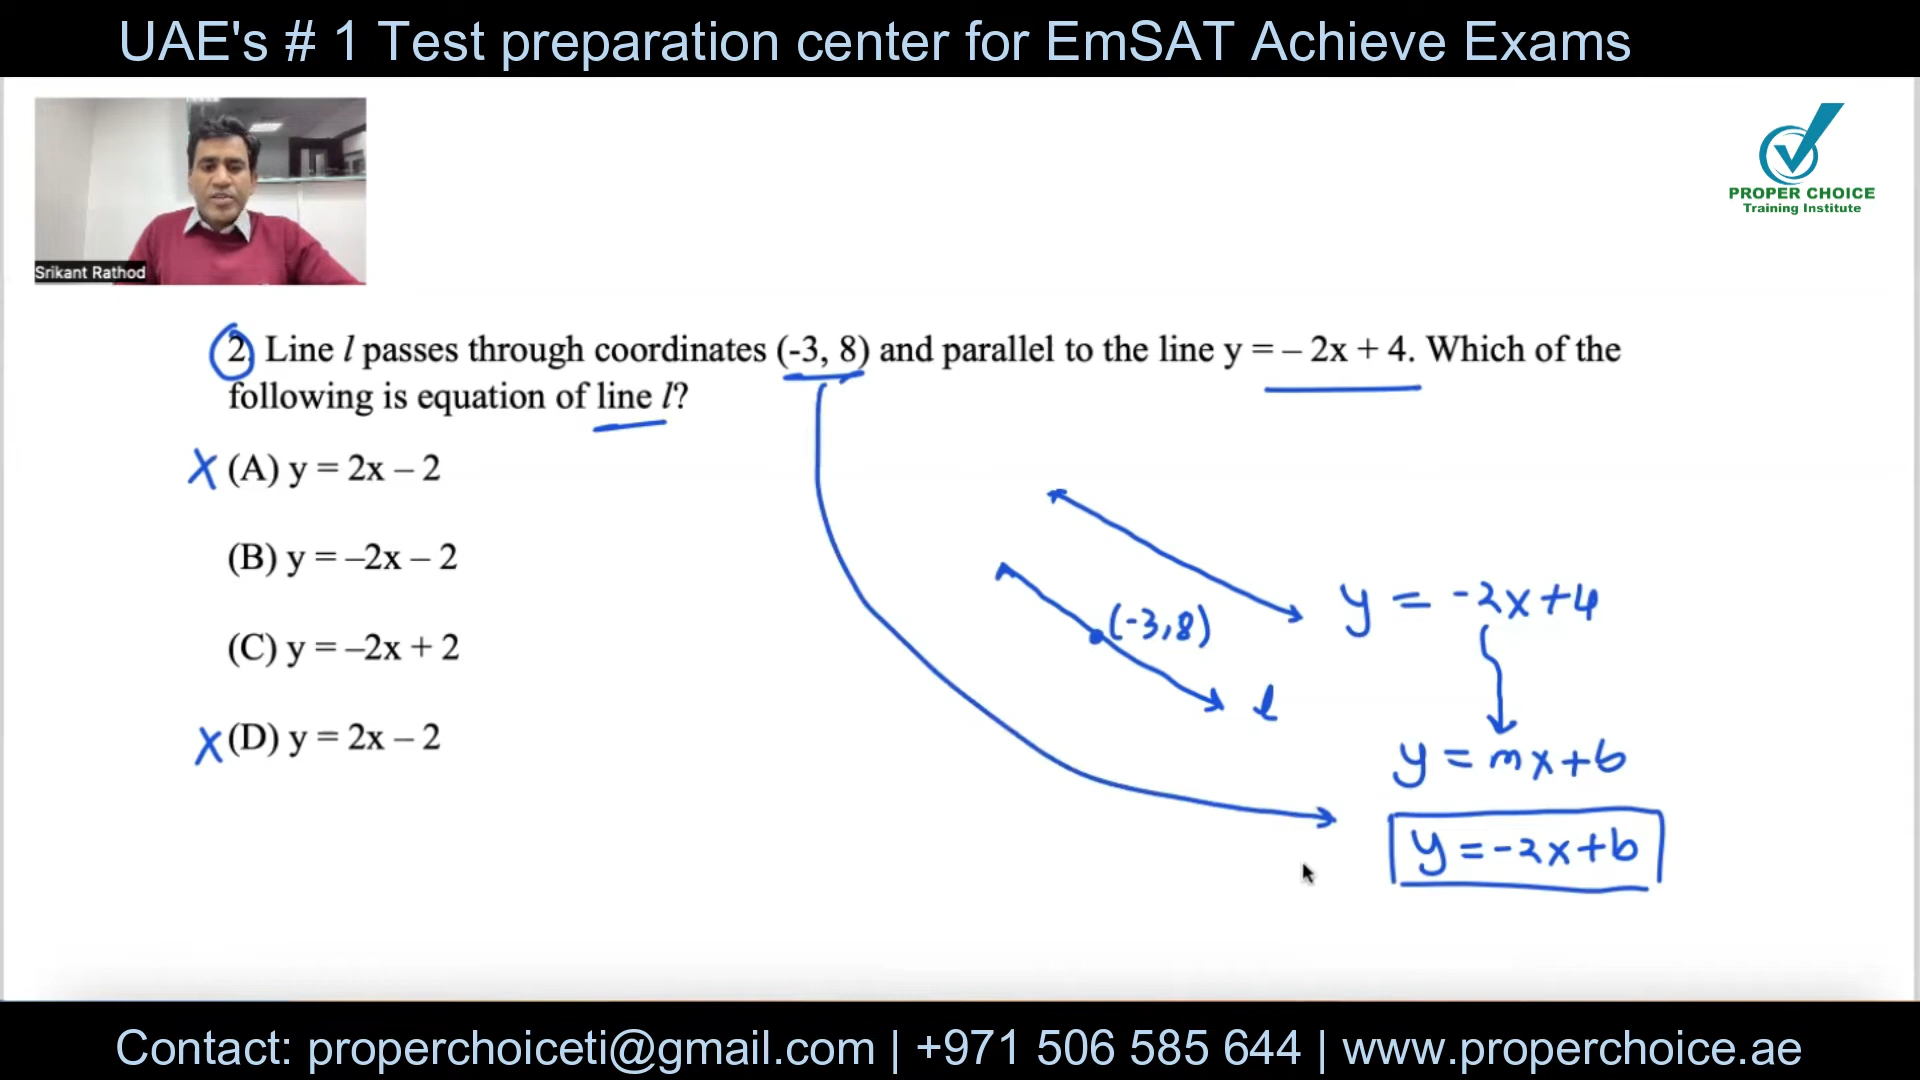 UAE's # 1 Test preparation center for EmSAT Achieve Exams
PROPER CHOICE
Training Institute
Srikant Rathod
2. Line l passes through coordinates (-3, 8) and parallel to the line y = – 2x + 4. Which of the
following is equation of line l?
X (A) y = 2x – 2
(B) y = –2x – 2
(C) y = –2x + 2
X (D) y = 2x – 2
(-3,8)
l
y = -2x+4
y = mx+b
y = -2x+b
Contact: properchoiceti@gmail.com | +971 506 585 644 | www.properchoice.ae